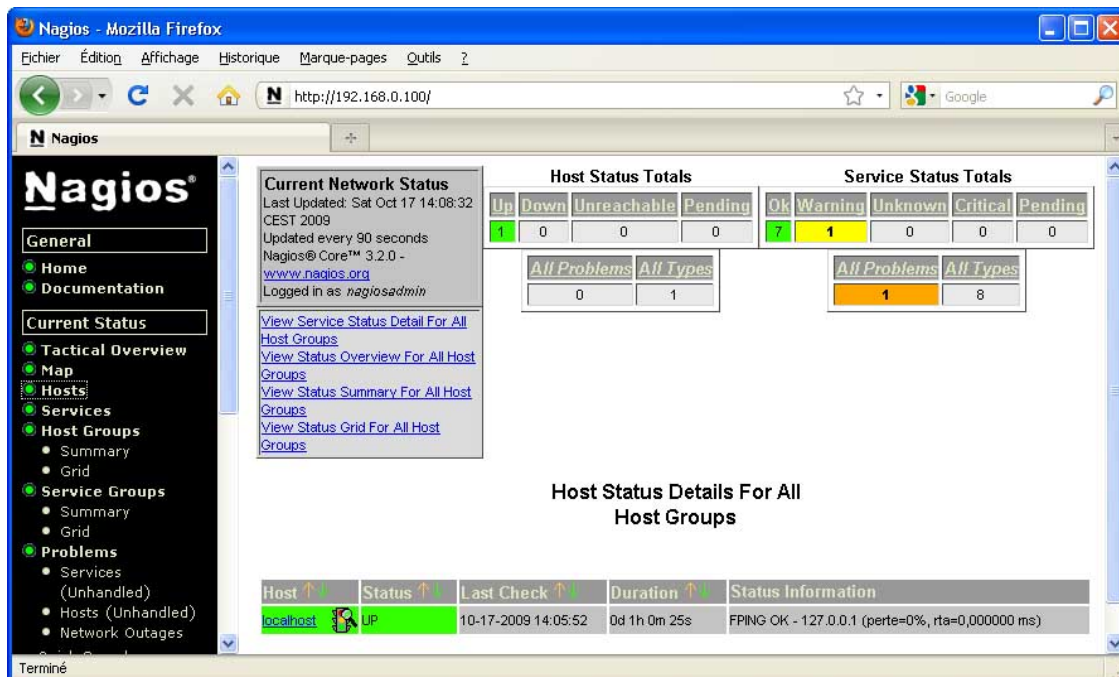 Nagios - Mozilla Firefox
Fichier Édition Affichage Historique Marque-pages Outils ?
N http://192.168.0.100/ Google
N Nagios
Nagios®
General
Home
Documentation
Current Status
Tactical Overview
Map
Hosts
Services
Host Groups
Summary
Grid
Service Groups
Summary
Grid
Problems
Services
(Unhandled)
Hosts (Unhandled)
Network Outages
Current Network Status
Last Updated: Sat Oct 17 14:08:32
CEST 2009
Updated every 90 seconds
Nagios® Core™ 3.2.0 -
www.nagios.org
Logged in as nagiosadmin
View Service Status Detail For All
Host Groups
View Status Overview For All Host
Groups
View Status Summary For All Host
Groups
View Status Grid For All Host
Groups
Host Status Totals
Up Down Unreachable Pending
1 0 0 0
All Problems All Types
0 1
Service Status Totals
Ok Warning Unknown Critical Pending
7 1 0 0 0
All Problems All Types
1 8
Host Status Details For All
Host Groups
Host Status Last Check Duration Status Information
localhost UP 10-17-2009 14:05:52 0d 1h 0m 25s FPING OK - 127.0.0.1 (perte=0%, rta=0,000000 ms)
Terminé